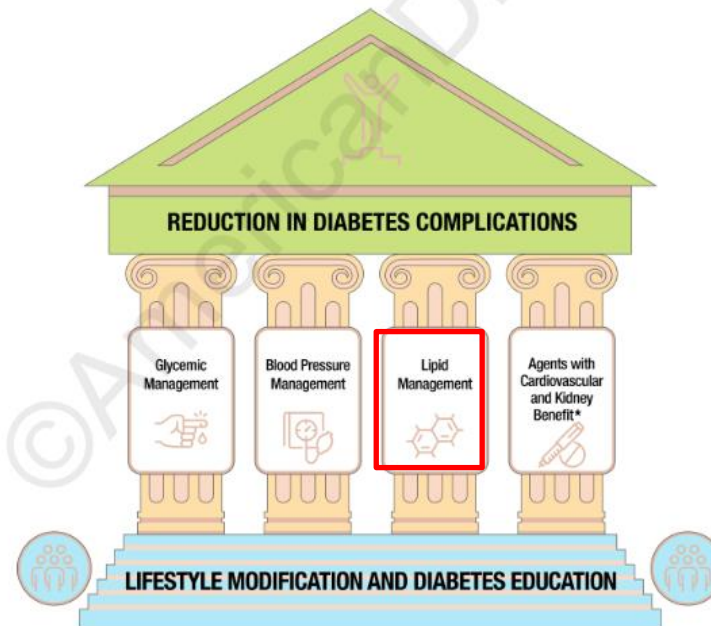 REDUCTION IN DIABETES COMPLICATIONS
Glycemic
Management
Blood Pressure
Management
Lipid
Management
Agents with
Cardiovascular
and Kidney
Benefit*
LIFESTYLE MODIFICATION AND DIABETES EDUCATION
©AmericanDi